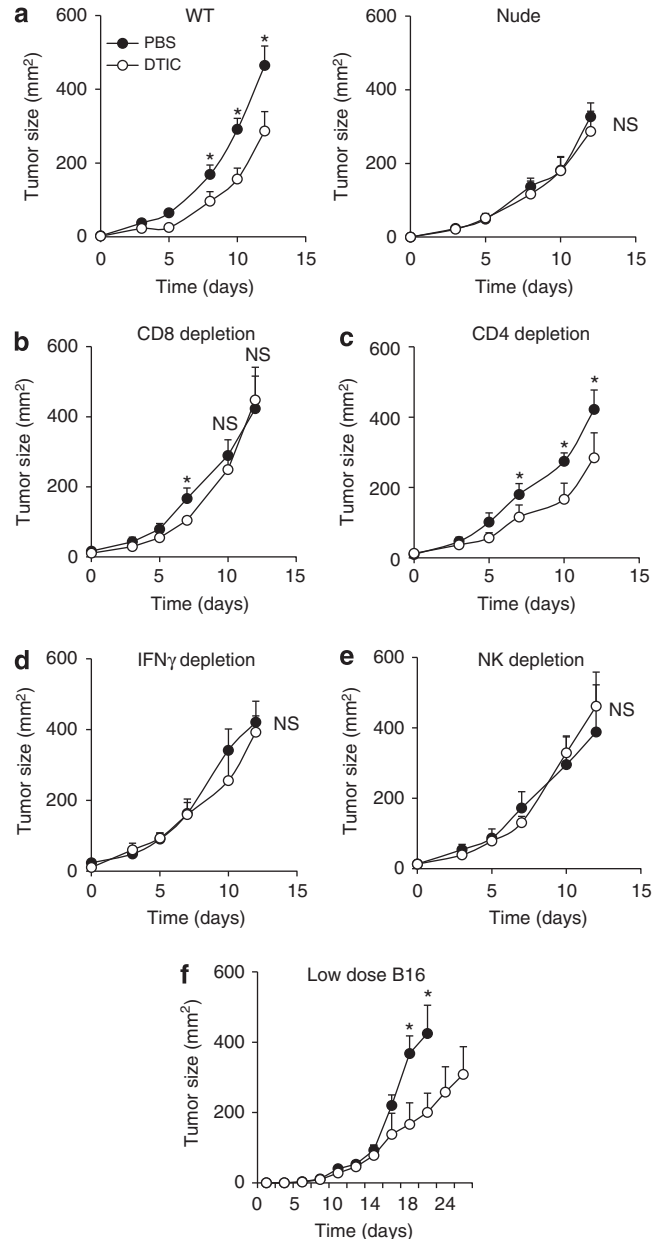 a
WT
Nude
600
400
200
0
Tumor size (mm²)
PBS
DTIC
*
*
*
0 5 10 15
Time (days)
600
400
200
0
Tumor size (mm²)
NS
0 5 10 15
Time (days)
b
CD8 depletion
600
400
200
0
Tumor size (mm²)
*
NS
NS
0 5 10 15
Time (days)
c
CD4 depletion
600
400
200
0
Tumor size (mm²)
*
*
*
0 5 10 15
Time (days)
d
IFNγ depletion
600
400
200
0
Tumor size (mm²)
NS
0 5 10 15
Time (days)
e
NK depletion
600
400
200
0
Tumor size (mm²)
NS
0 5 10 15
Time (days)
f
Low dose B16
600
400
200
0
Tumor size (mm²)
*
*
0 5 10 14 18 24
Time (days)